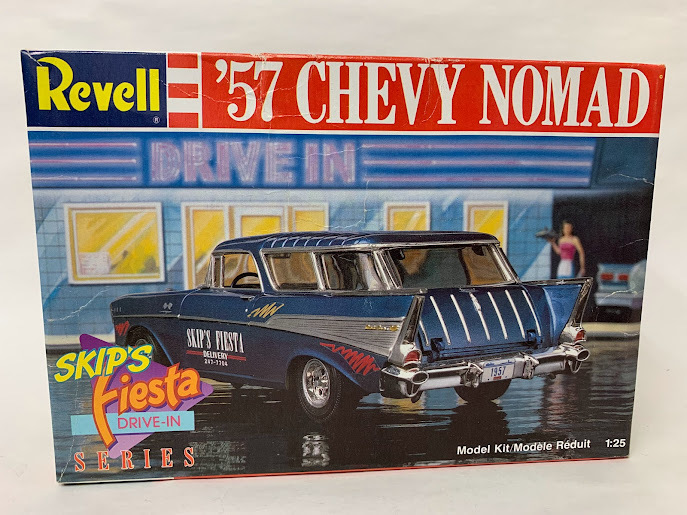 Revell®
'57 CHEVY NOMAD
DRIVE IN
SKIP'S FIESTA
DELIVERY
1957
SKIP'S
Fiesta
DRIVE-IN
SERIES
Model Kit/Modèle Réduit 1:25